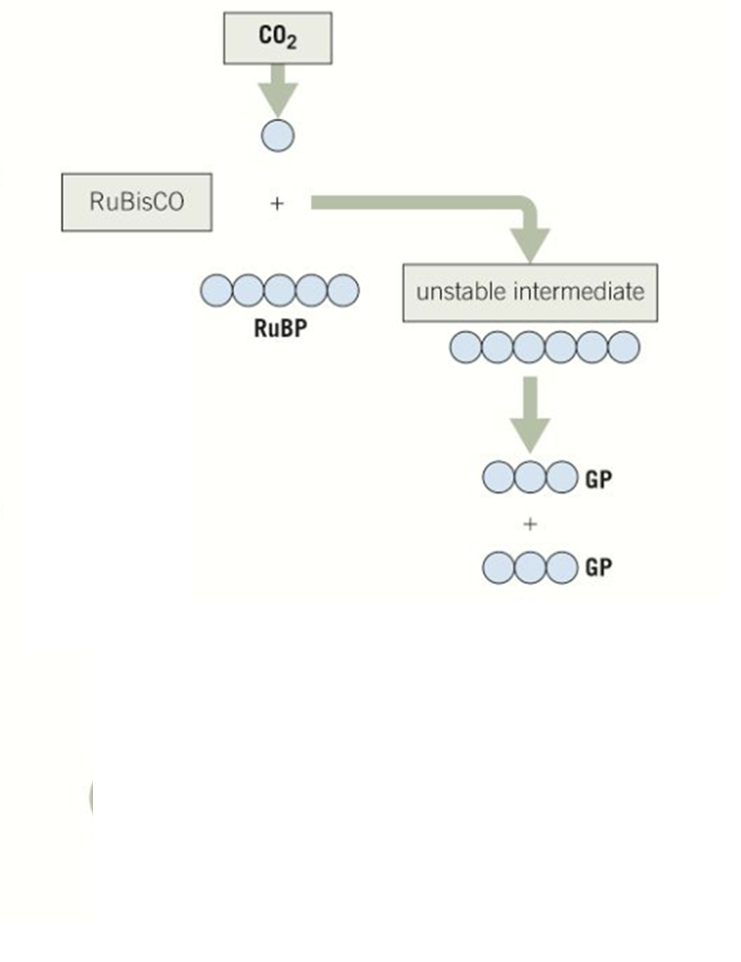 CO₂
RuBisCO
+
RuBP
unstable intermediate
GP
+
GP